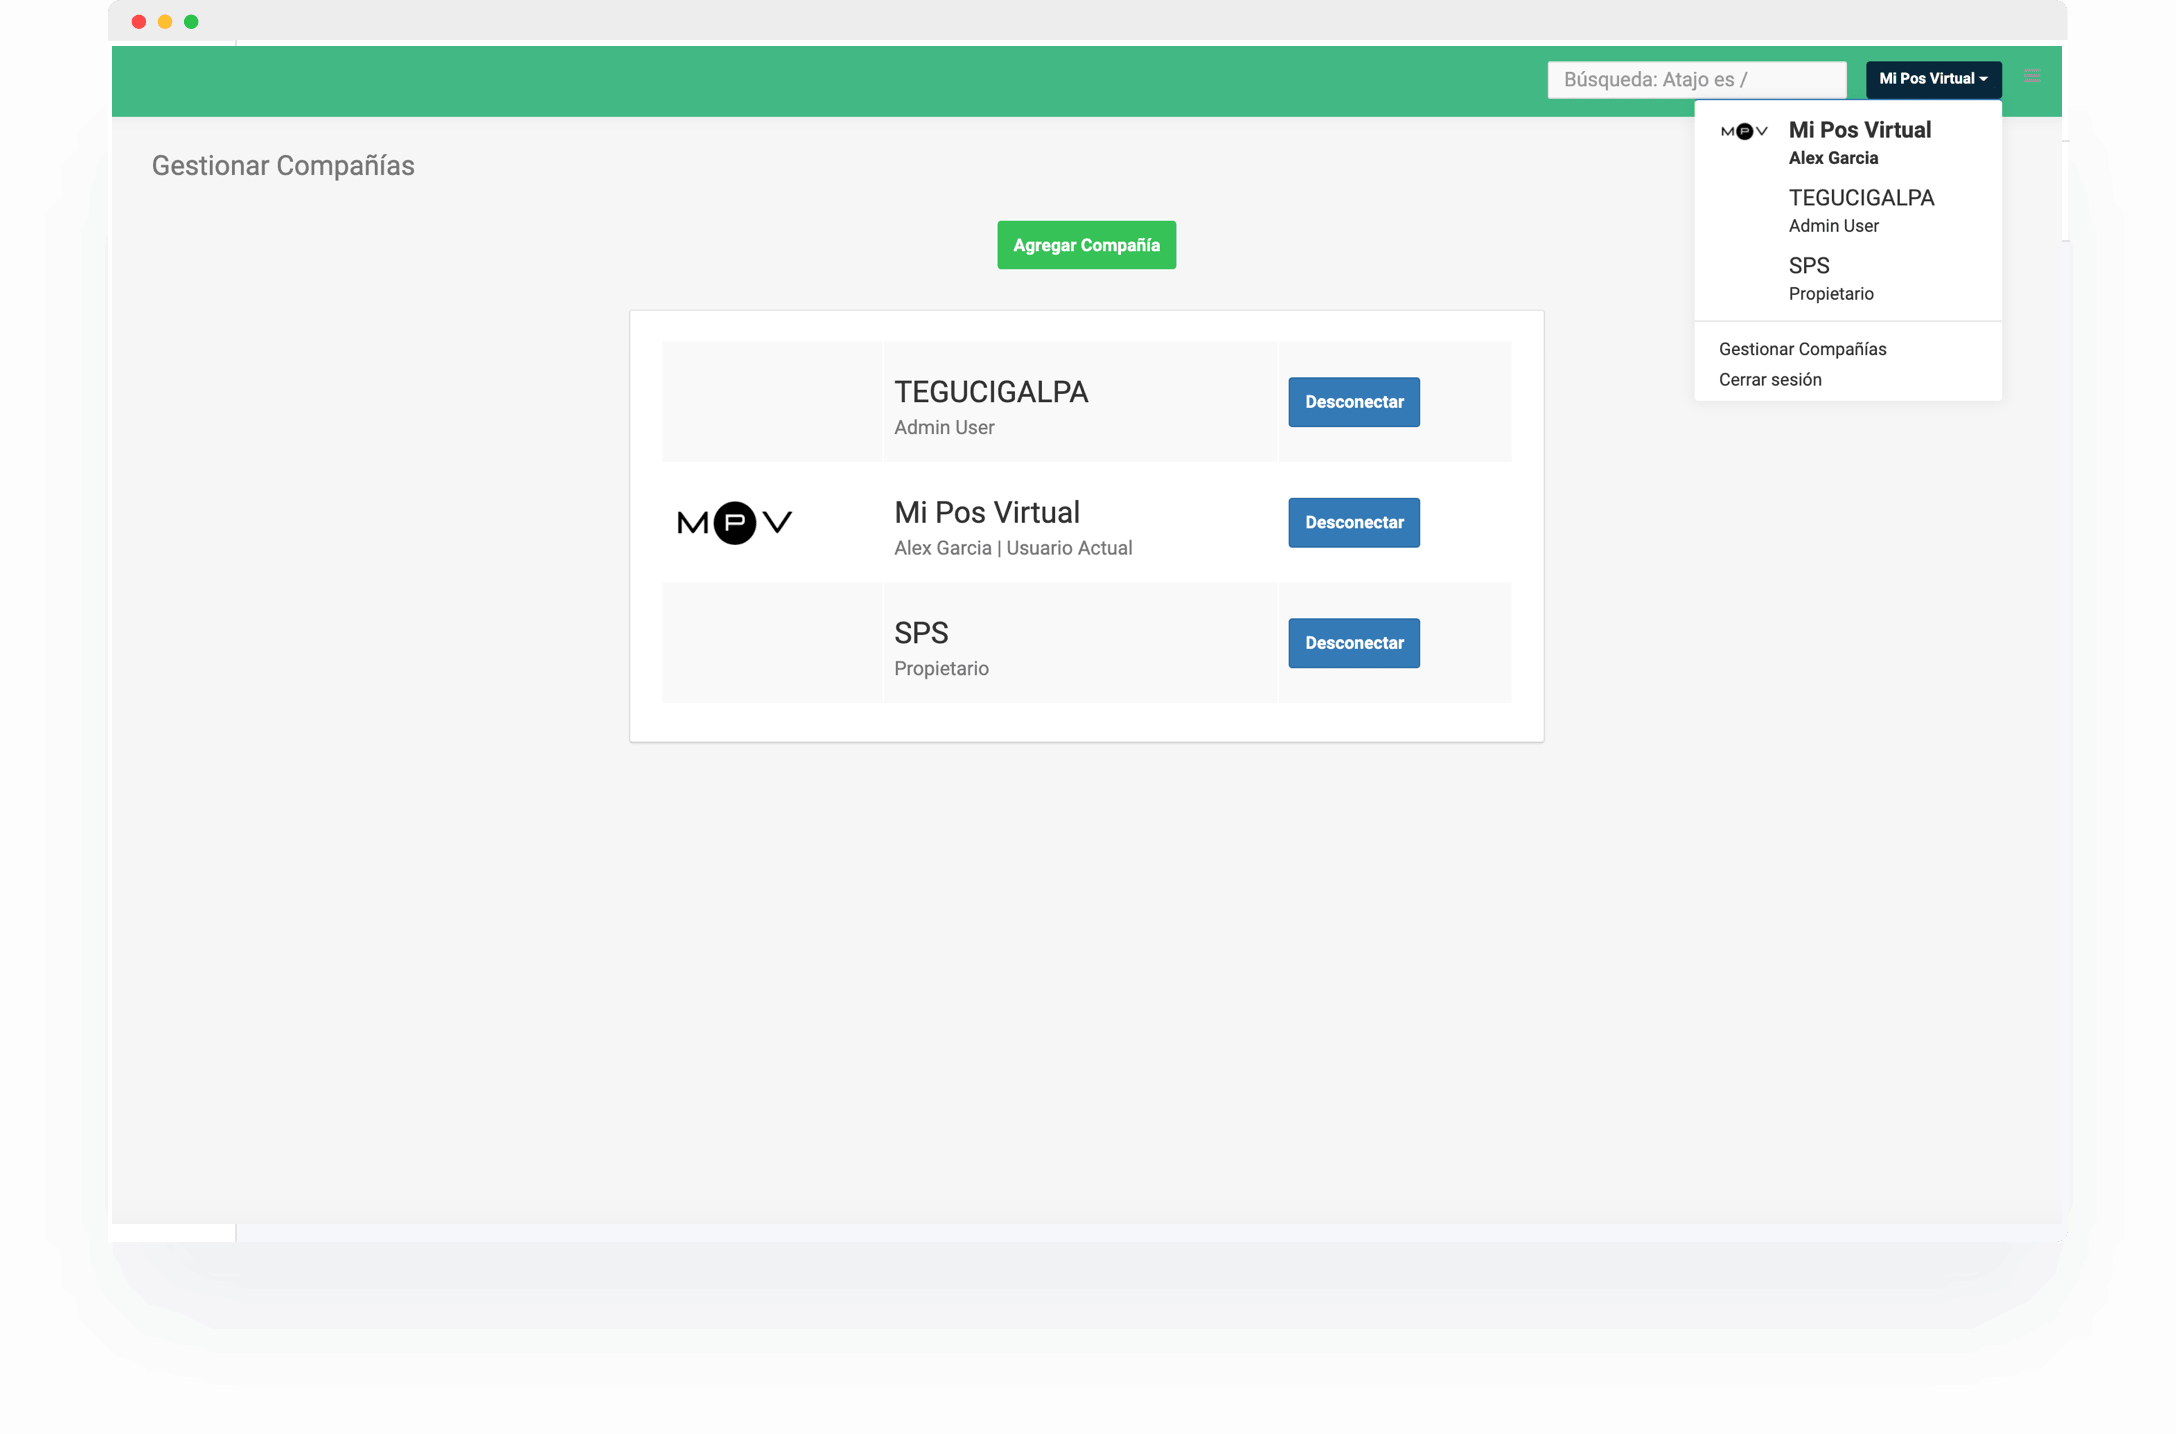 Búsqueda: Atajo es /
Mi Pos Virtual
MPV
Mi Pos Virtual
Alex Garcia
TEGUCIGALPA
Admin User
SPS
Propietario
Gestionar Compañías
Cerrar sesión
Gestionar Compañías
Agregar Compañía
TEGUCIGALPA
Admin User
Desconectar
MPV
Mi Pos Virtual
Alex Garcia | Usuario Actual
Desconectar
SPS
Propietario
Desconectar